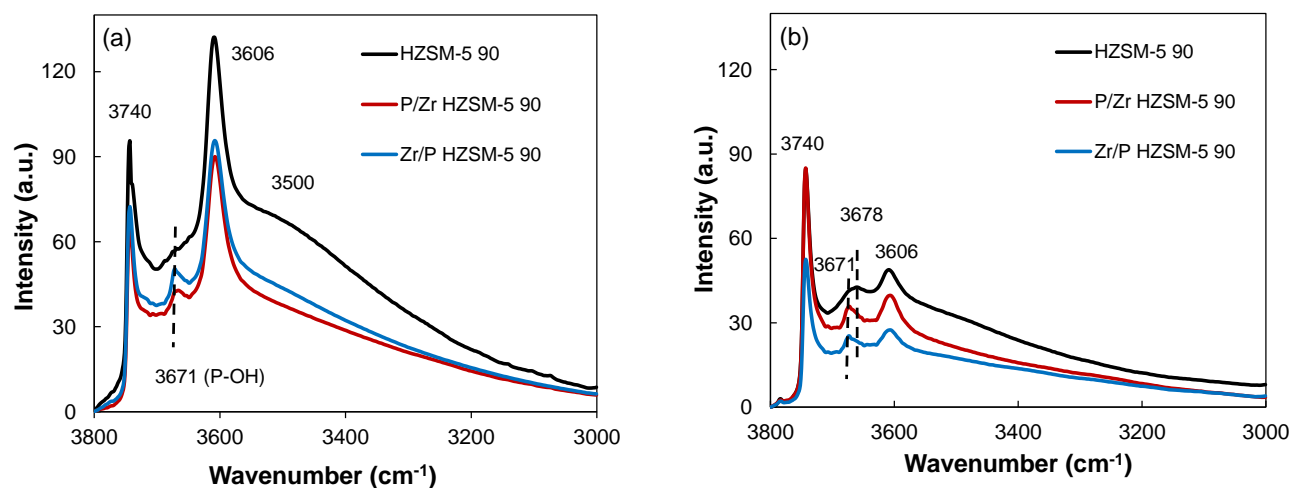 (a)
HZSM-5 90
P/Zr HZSM-5 90
Zr/P HZSM-5 90
3740
3606
3500
3671 (P-OH)
120
90
60
30
0
3800
3600
3400
3200
3000
Intensity (a.u.)
Wavenumber (cm-1)
(b)
HZSM-5 90
P/Zr HZSM-5 90
Zr/P HZSM-5 90
3740
3678
3671
3606
120
90
60
30
0
3800
3600
3400
3200
3000
Intensity (a.u.)
Wavenumber (cm-1)